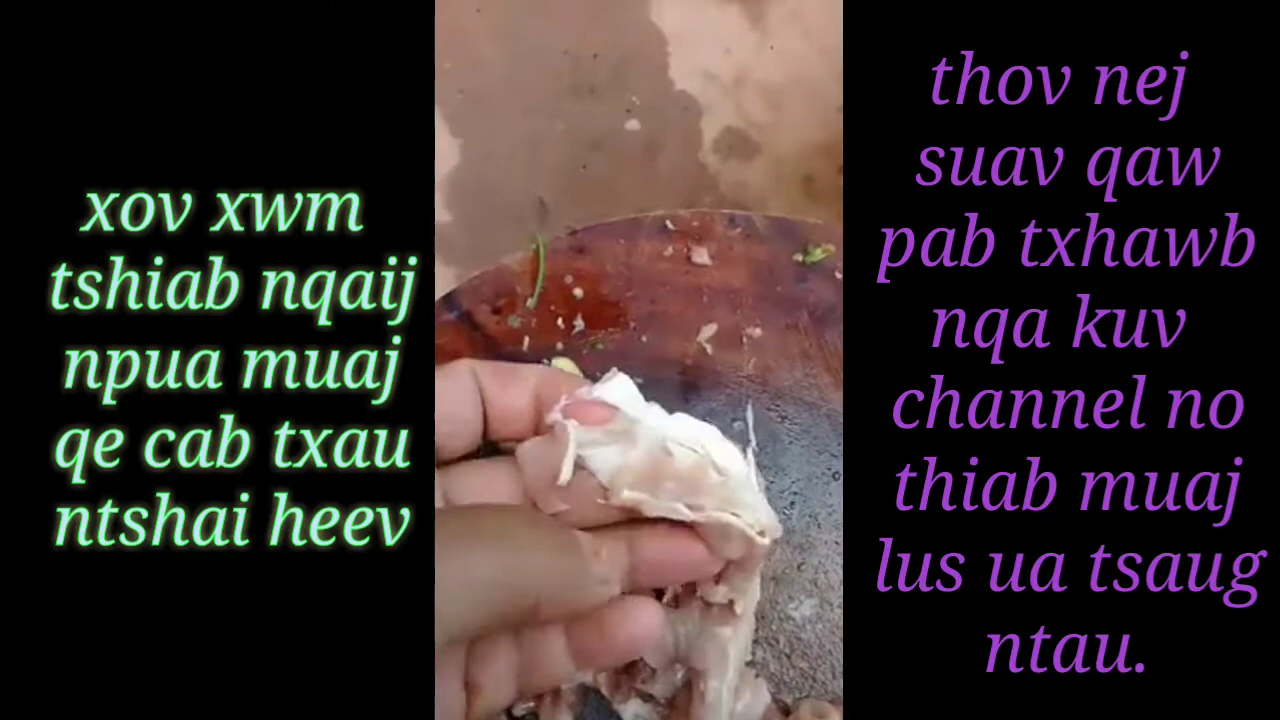 xov xwm
tshiab nqaij
npua muaj
qe cab txau
ntshai heev
thov nej
suav qaw
pab txhawb
nqa kuv
channel no
thiab muaj
lus ua tsaug
ntau.